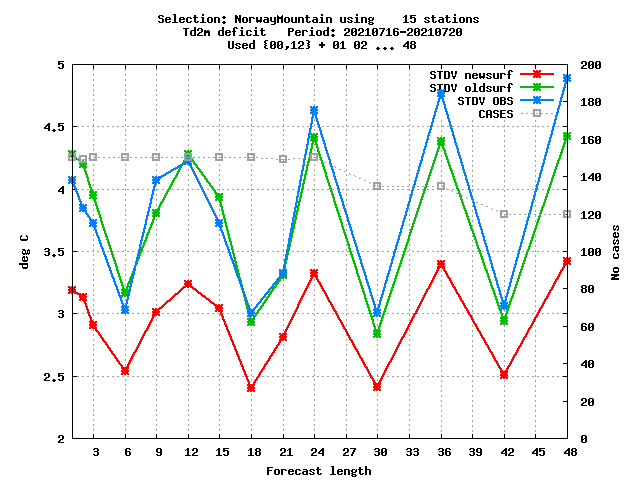 Selection: NorwayMountain using    15 stations
Td2m deficit   Period: 20210716-20210720
Used {00,12} + 01 02 ... 48
STDV newsurf
STDV oldsurf
STDV OBS
CASES
5
4.5
4
3.5
3
2.5
2
deg C
200
180
160
140
120
100
80
60
40
20
0
No cases
3 6 9 12 15 18 21 24 27 30 33 36 39 42 45 48
Forecast length